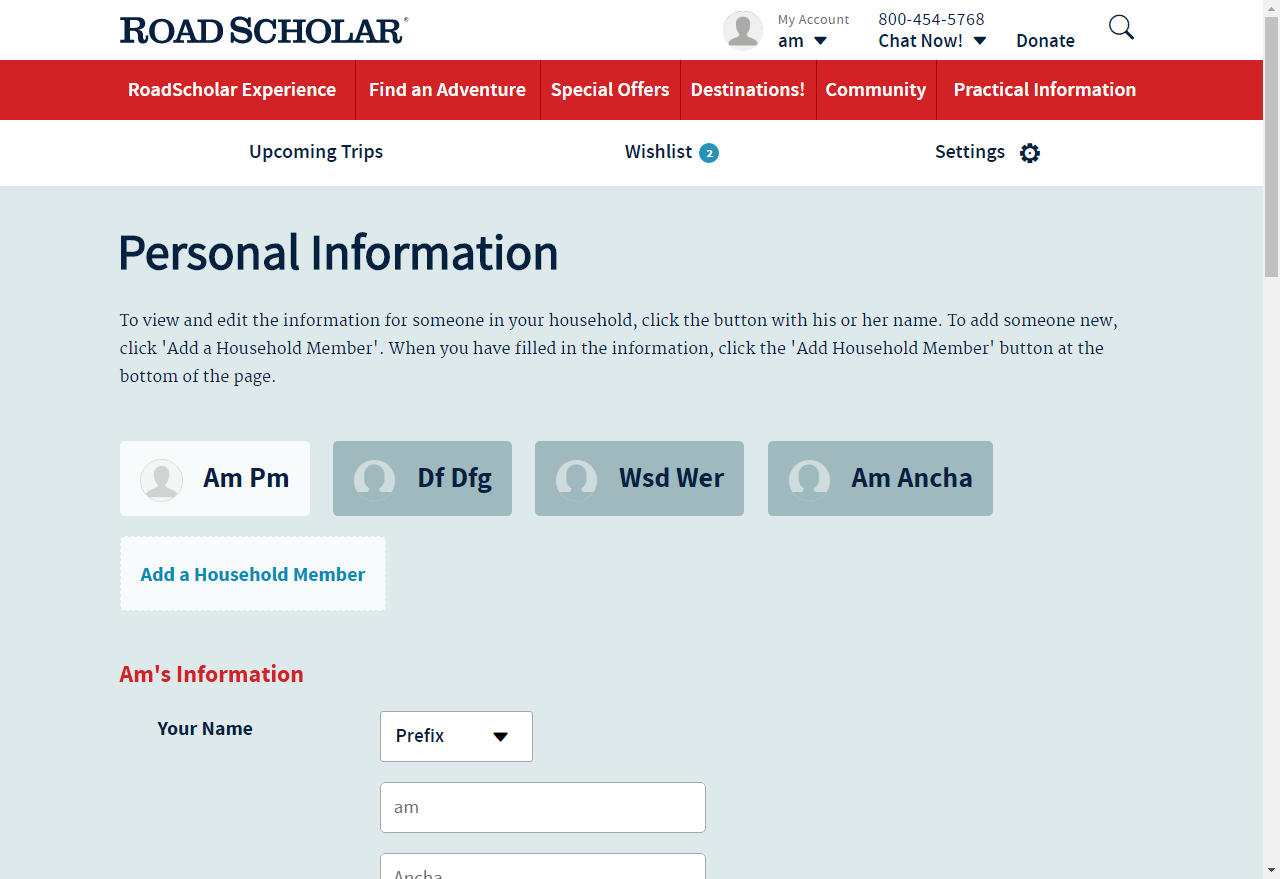 ROAD SCHOLAR®
My Account
am
800-454-5768
Chat Now!
Donate
RoadScholar Experience
Find an Adventure
Special Offers
Destinations!
Community
Practical Information
Upcoming Trips
Wishlist 2
Settings
Personal Information
To view and edit the information for someone in your household, click the button with his or her name. To add someone new,
click 'Add a Household Member'. When you have filled in the information, click the 'Add Household Member' button at the
bottom of the page.
Am Pm
Df Dfg
Wsd Wer
Am Ancha
Add a Household Member
Am's Information
Your Name
Prefix
am
Ancha